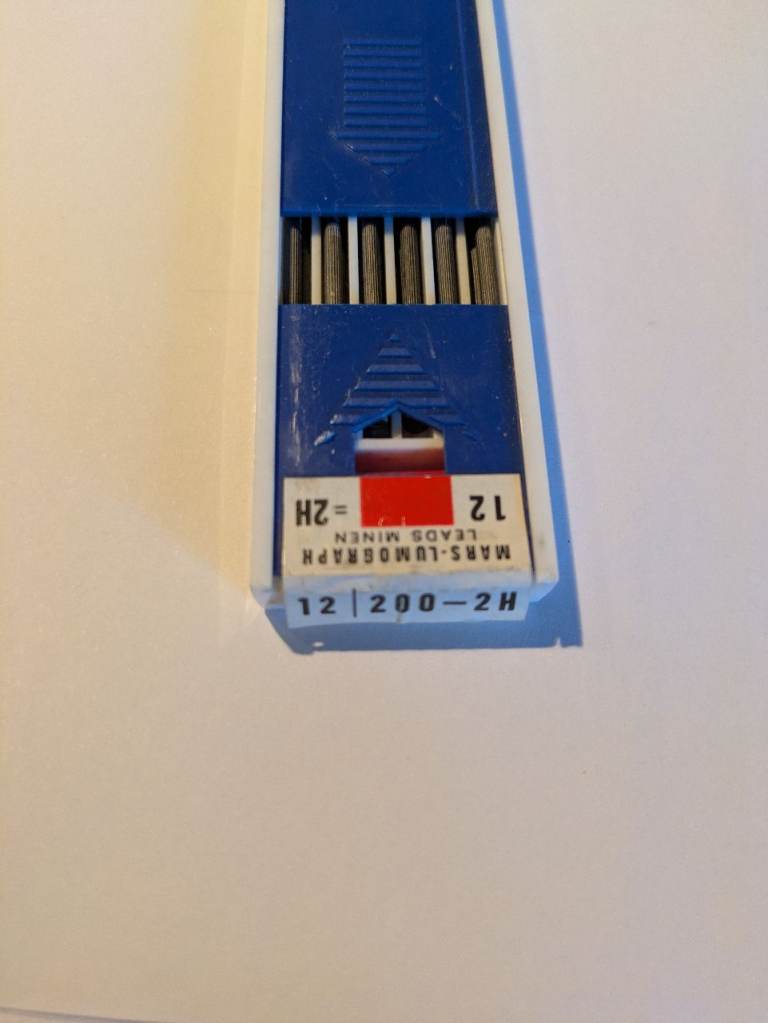 12 = 2H
MARS-LUMOGRAPH
LEADS MINEN
12 | 200-2H